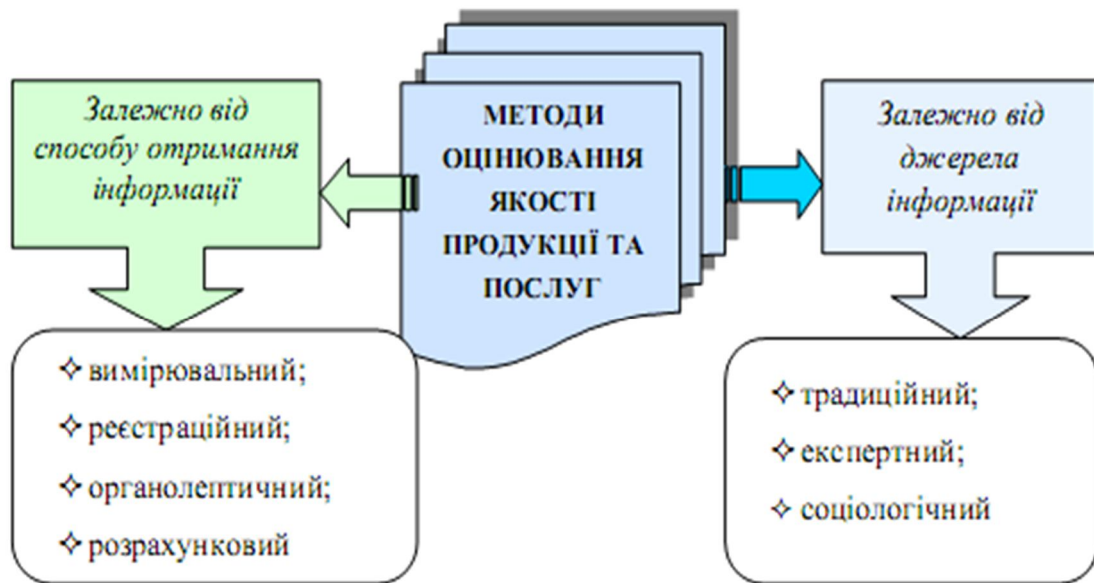 МЕТОДИ
ОЦІНЮВАННЯ
ЯКОСТІ
ПРОДУКЦІЇ ТА
ПОСЛУГ
Залежно від
способу отримання
інформації
вимірювальний;
реєстраційний;
органолептичний;
розрахунковий
Залежно від
джерела
інформації
традиційний;
експертний;
соціологічний